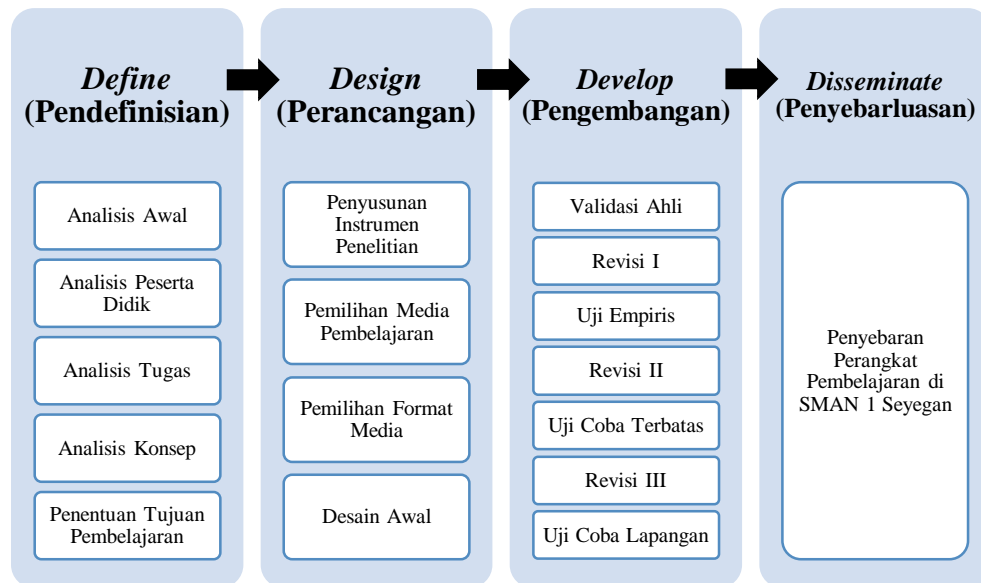 Define
(Pendefinisian)
Analisis Awal
Analisis Peserta
Didik
Analisis Tugas
Analisis Konsep
Penentuan Tujuan
Pembelajaran
Design
(Perancangan)
Penyusunan
Instrumen
Penelitian
Pemilihan Media
Pembelajaran
Pemilihan Format
Media
Desain Awal
Develop
(Pengembangan)
Validasi Ahli
Revisi I
Uji Empiris
Revisi II
Uji Coba Terbatas
Revisi III
Uji Coba Lapangan
Disseminate
(Penyebarluasan)
Penyebaran
Perangkat
Pembelajaran di
SMAN 1 Seyegan